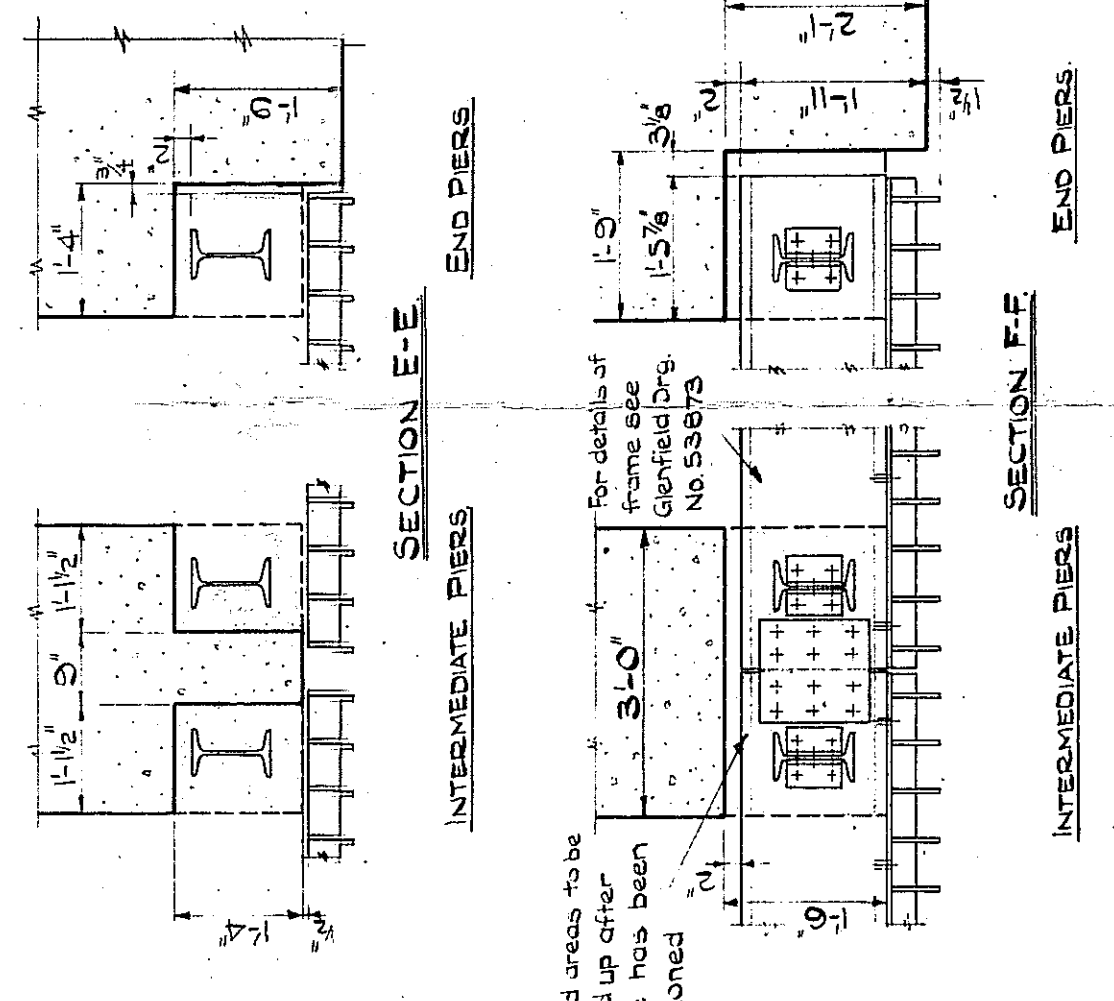 1'-4"
3/4"
2"
1'-9"
END PIERS
SECTION E-E
1'-1½"
9"
1'-1½"
1'-4"
½"
INTERMEDIATE PIERS
2'-1"
1'-9"
3⅛"
2"
1'-11"
1½"
1'-5⅞"
END PIERS.
For details of
frame see
Glenfield Drg.
No. 53873
SECTION F-F.
3'-0"
2"
1'-6"
INTERMEDIATE PIERS
areas to be
up after
has been